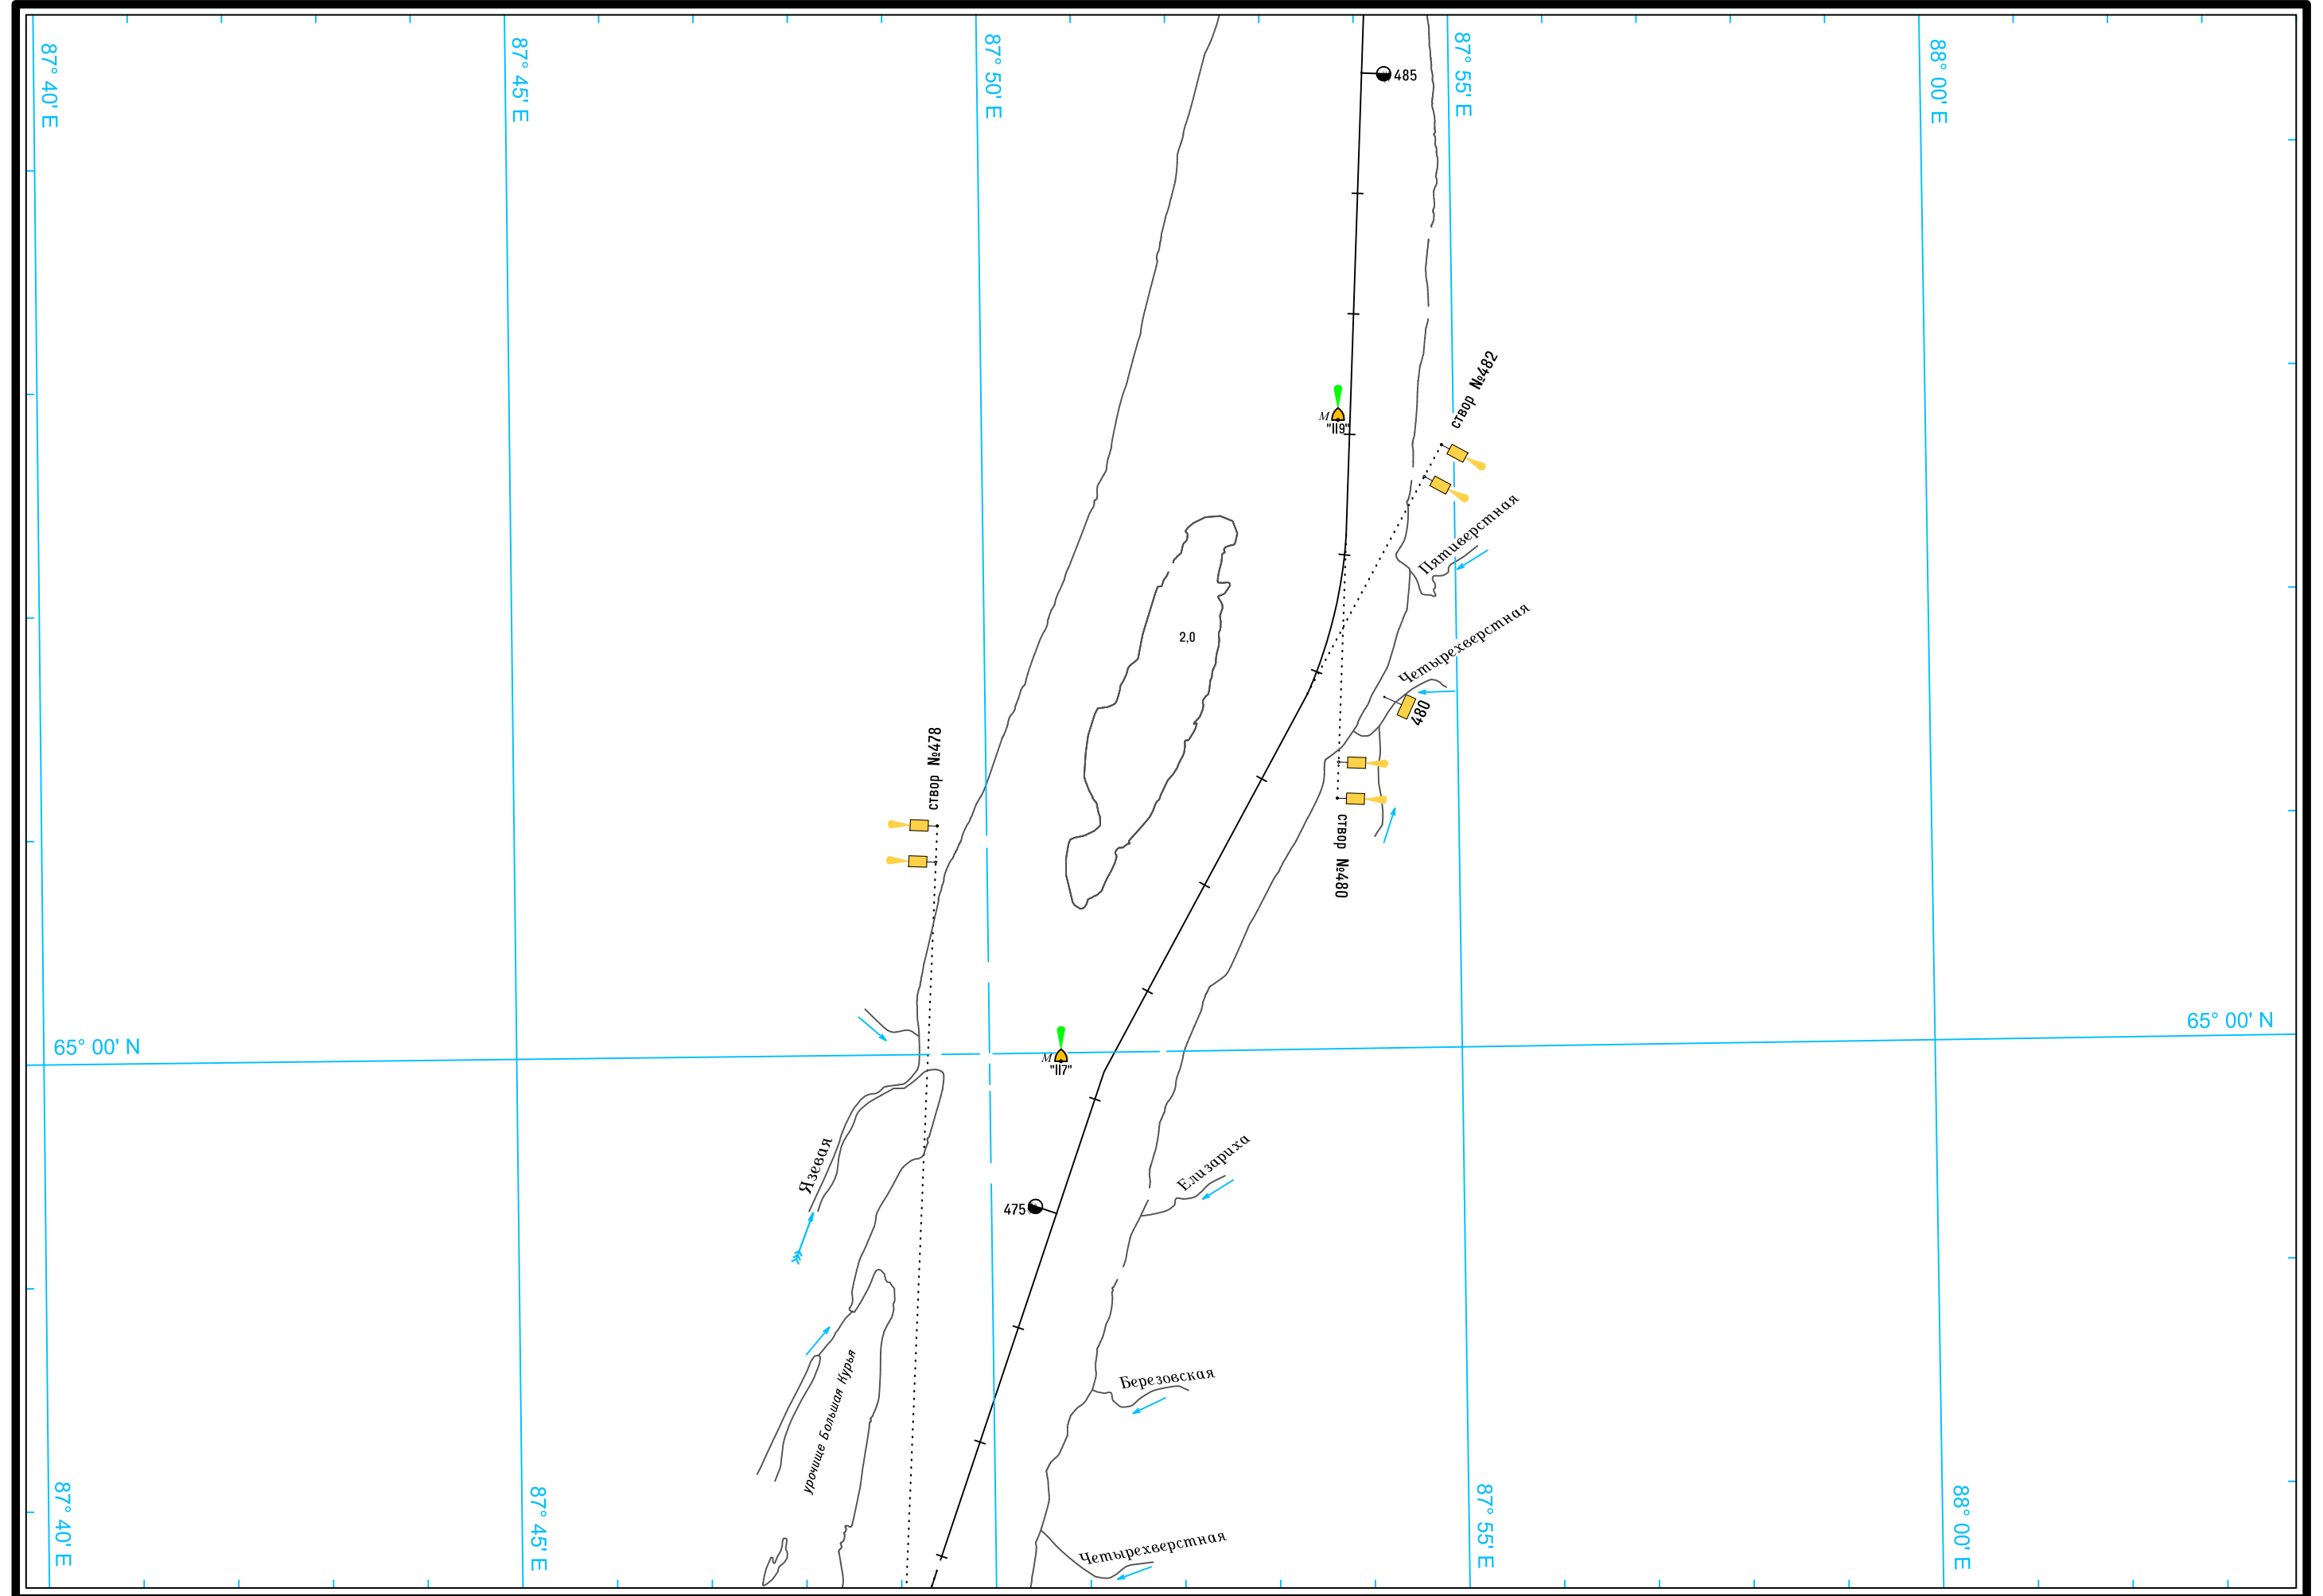 87° 40' E
87° 45' E
87° 50' E
87° 55' E
88° 00' E
485
створ №482
М
"119"
Пятиверстная
2,0
Четырехверстная
480
створ №478
створ №480
65° 00' N
65° 00' N
М
"117"
Язевая
Елизариха
475
урочище Большая Курья
Березовская
Четырехверстная
87° 40' E
87° 45' E
87° 55' E
88° 00' E